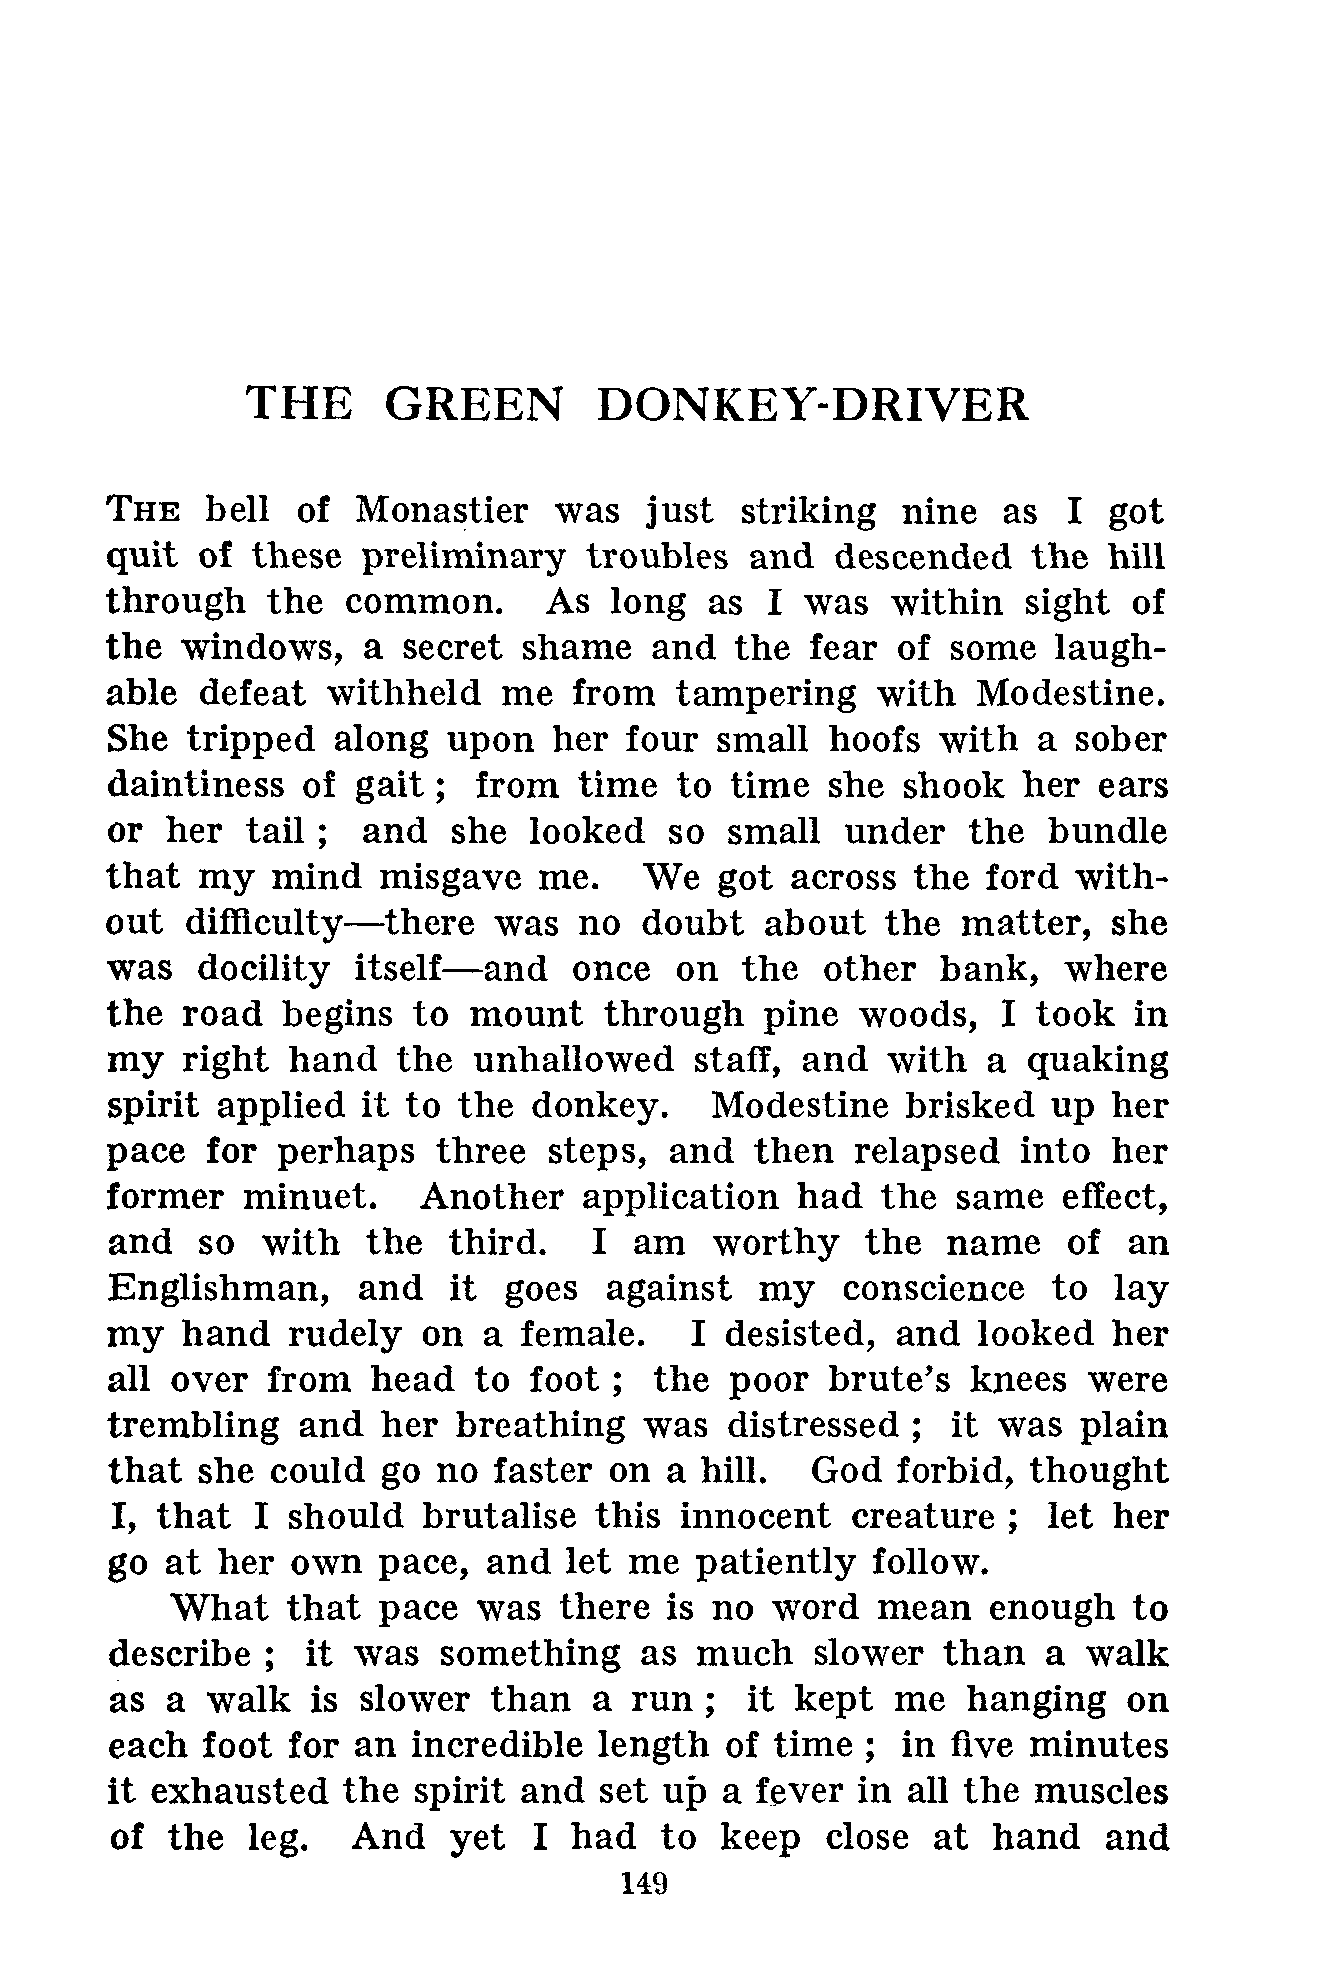 THE GREEN DONKEY-DRIVER
THE bell of Monastier was just striking nine as I got
quit of these preliminary troubles and descended the hill
through the common. As long as I was within sight of
the windows, a secret shame and the fear of some laugh-
able defeat withheld me from tampering with Modestine.
She tripped along upon her four small hoofs with a sober
daintiness of gait ; from time to time she shook her ears
or her tail ; and she looked so small under the bundle
that my mind misgave me. We got across the ford with-
out difficulty—there was no doubt about the matter, she
was docility itself—and once on the other bank, where
the road begins to mount through pine woods, I took in
my right hand the unhallowed staff, and with a quaking
spirit applied it to the donkey. Modestine brisked up her
pace for perhaps three steps, and then relapsed into her
former minuet. Another application had the same effect,
and so with the third. I am worthy the name of an
Englishman, and it goes against my conscience to lay
my hand rudely on a female. I desisted, and looked her
all over from head to foot ; the poor brute's knees were
trembling and her breathing was distressed ; it was plain
that she could go no faster on a hill. God forbid, thought
I, that I should brutalise this innocent creature ; let her
go at her own pace, and let me patiently follow.
What that pace was there is no word mean enough to
describe ; it was something as much slower than a walk
as a walk is slower than a run ; it kept me hanging on
each foot for an incredible length of time ; in five minutes
it exhausted the spirit and set up a fever in all the muscles
of the leg. And yet I had to keep close at hand and
149